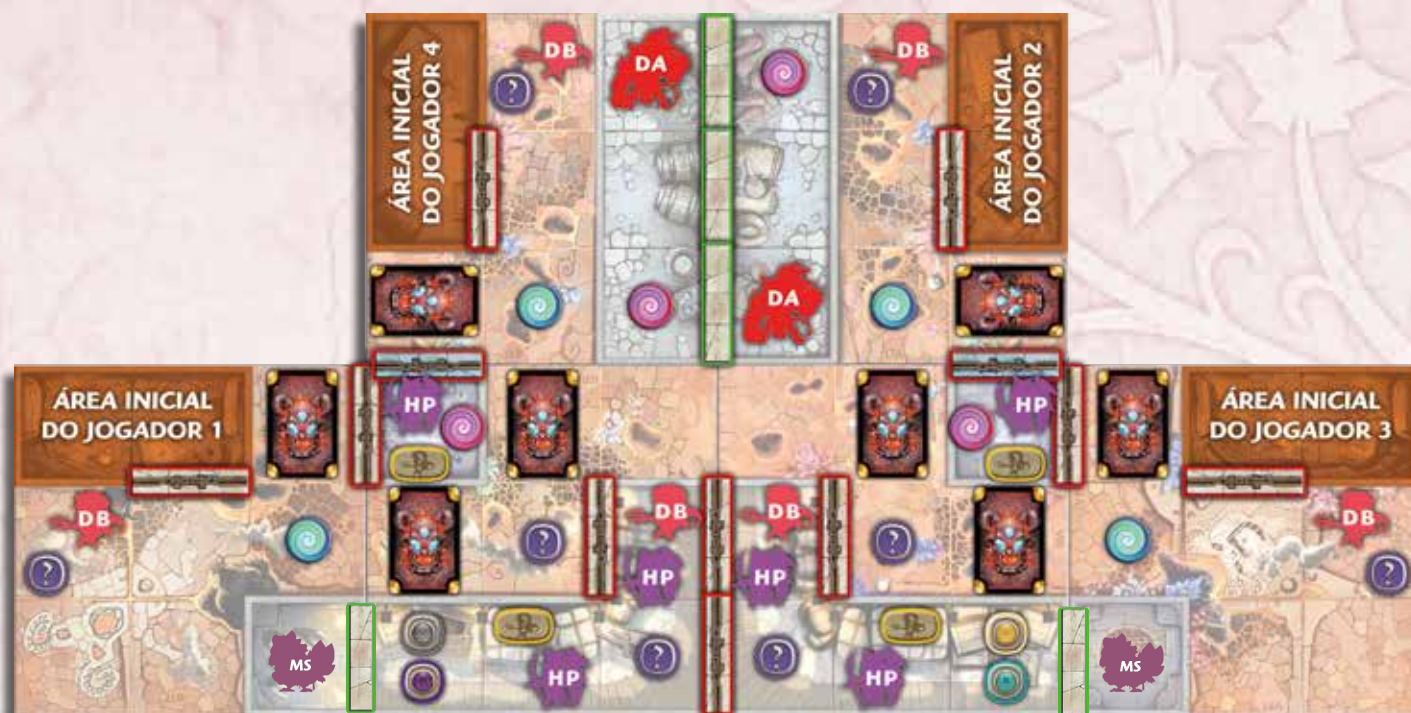 ÁREA INICIAL
DO JOGADOR 4
DB
?
DA
?
DB
ÁREA INICIAL
DO JOGADOR 2
DA
ÁREA INICIAL
DO JOGADOR 1
HP
HP
ÁREA INICIAL
DO JOGADOR 3
DB
?
?
DB
HP
DB
HP
?
DB
?
MS
HP
?
?
HP
MS